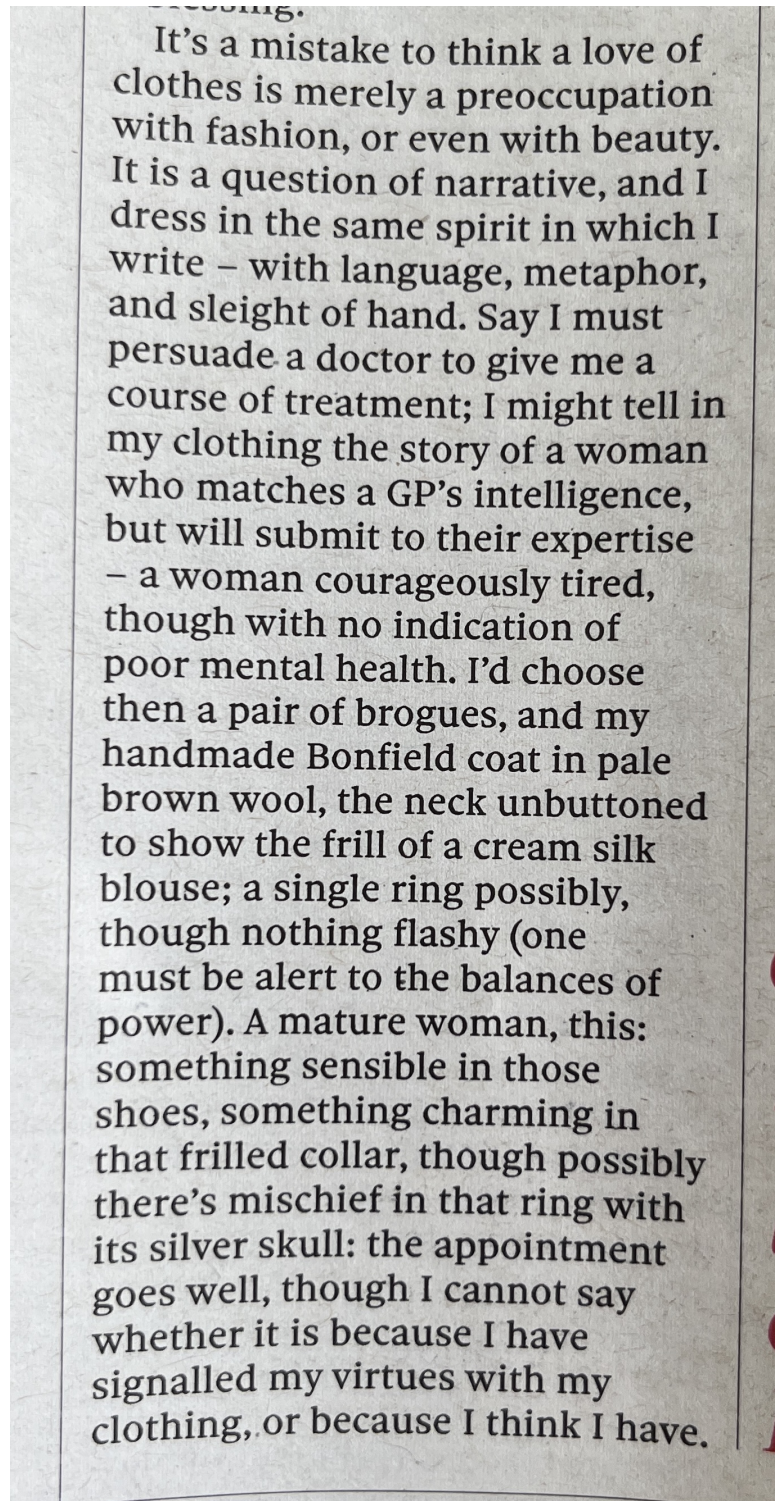 It's a mistake to think a love of
clothes is merely a preoccupation
with fashion, or even with beauty.
It is a question of narrative, and I
dress in the same spirit in which I
write – with language, metaphor,
and sleight of hand. Say I must
persuade a doctor to give me a
course of treatment; I might tell in
my clothing the story of a woman
who matches a GP's intelligence,
but will submit to their expertise
– a woman courageously tired,
though with no indication of
poor mental health. I'd choose
then a pair of brogues, and my
handmade Bonfield coat in pale
brown wool, the neck unbuttoned
to show the frill of a cream silk
blouse; a single ring possibly,
though nothing flashy (one
must be alert to the balances of
power). A mature woman, this:
something sensible in those
shoes, something charming in
that frilled collar, though possibly
there's mischief in that ring with
its silver skull: the appointment
goes well, though I cannot say
whether it is because I have
signalled my virtues with my
clothing, or because I think I have.